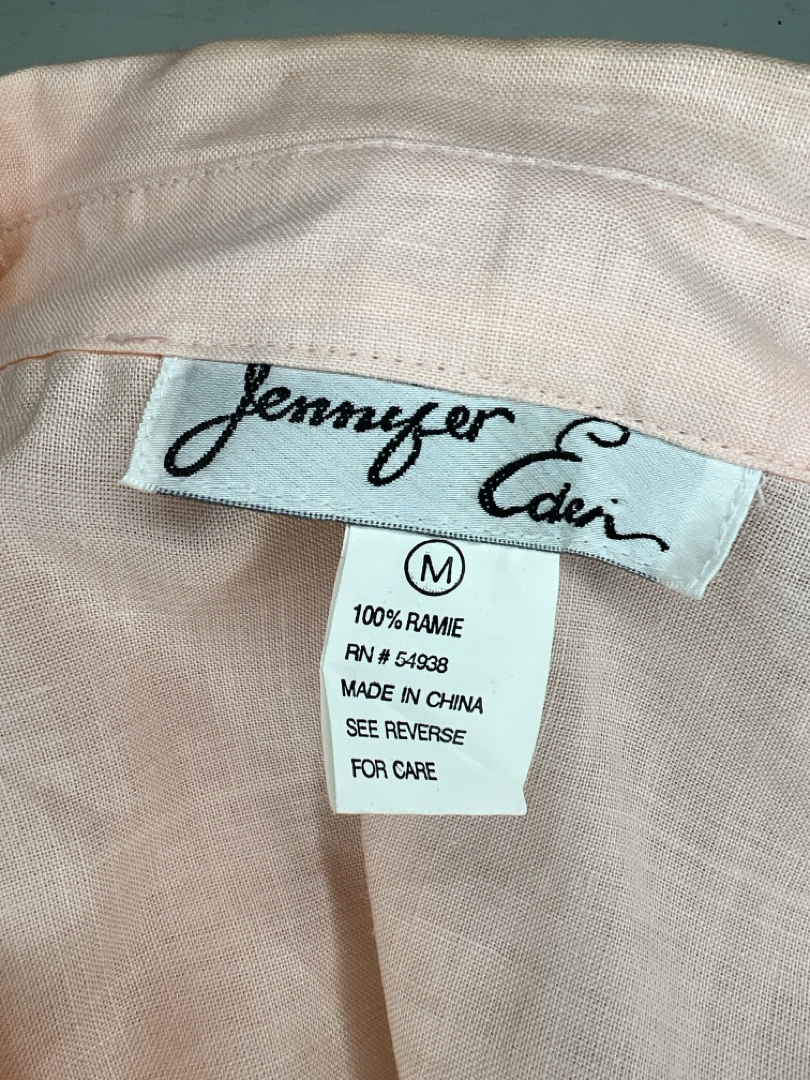 Jennifer Eden
M
100% RAMIE
RN # 54938
MADE IN CHINA
SEE REVERSE
FOR CARE